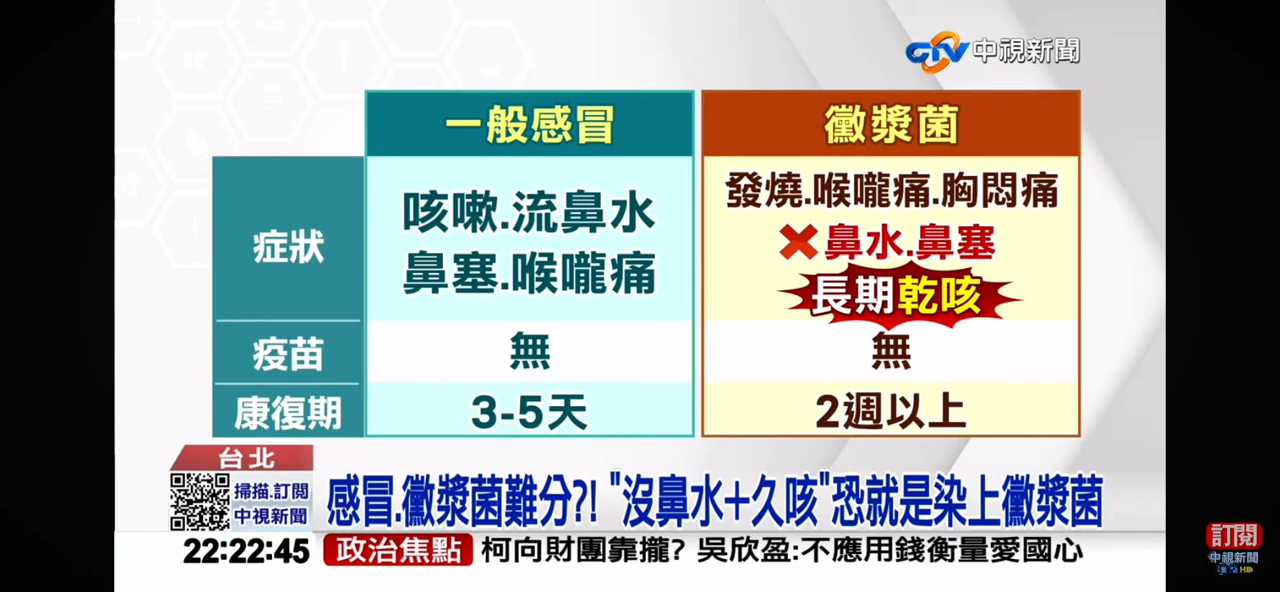 CTV 中視新聞
一般感冒
黴漿菌
症狀
咳嗽.流鼻水
鼻塞.喉嚨痛
發燒.喉嚨痛.胸悶痛
❌鼻水.鼻塞
長期乾咳
疫苗
無
無
康復期
3-5天
2週以上
台北
掃描.訂閱
中視新聞
感冒.黴漿菌難分?! "沒鼻水+久咳"恐就是染上黴漿菌
22:22:45 政治焦點 柯向財團靠攏? 吳欣盈:不應用錢衡量愛國心
訂閱
中視新聞
HD